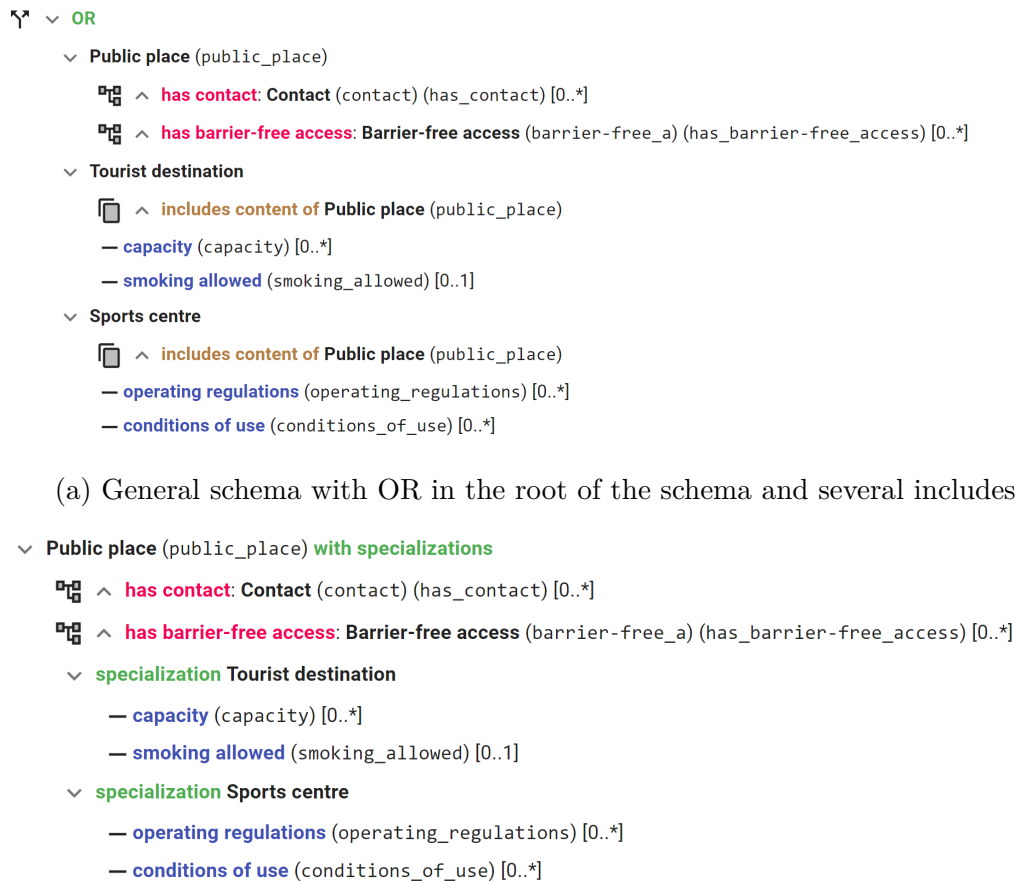 OR
Public place (public_place)
has contact: Contact (contact) (has_contact) [0..*]
has barrier-free access: Barrier-free access (barrier-free_a) (has_barrier-free_access) [0..*]
Tourist destination
includes content of Public place (public_place)
capacity (capacity) [0..*]
smoking allowed (smoking_allowed) [0..1]
Sports centre
includes content of Public place (public_place)
operating regulations (operating_regulations) [0..*]
conditions of use (conditions_of_use) [0..*]
(a) General schema with OR in the root of the schema and several includes
Public place (public_place) with specializations
has contact: Contact (contact) (has_contact) [0..*]
has barrier-free access: Barrier-free access (barrier-free_a) (has_barrier-free_access) [0..*]
specialization Tourist destination
capacity (capacity) [0..*]
smoking allowed (smoking_allowed) [0..1]
specialization Sports centre
operating regulations (operating_regulations) [0..*]
conditions of use (conditions_of_use) [0..*]